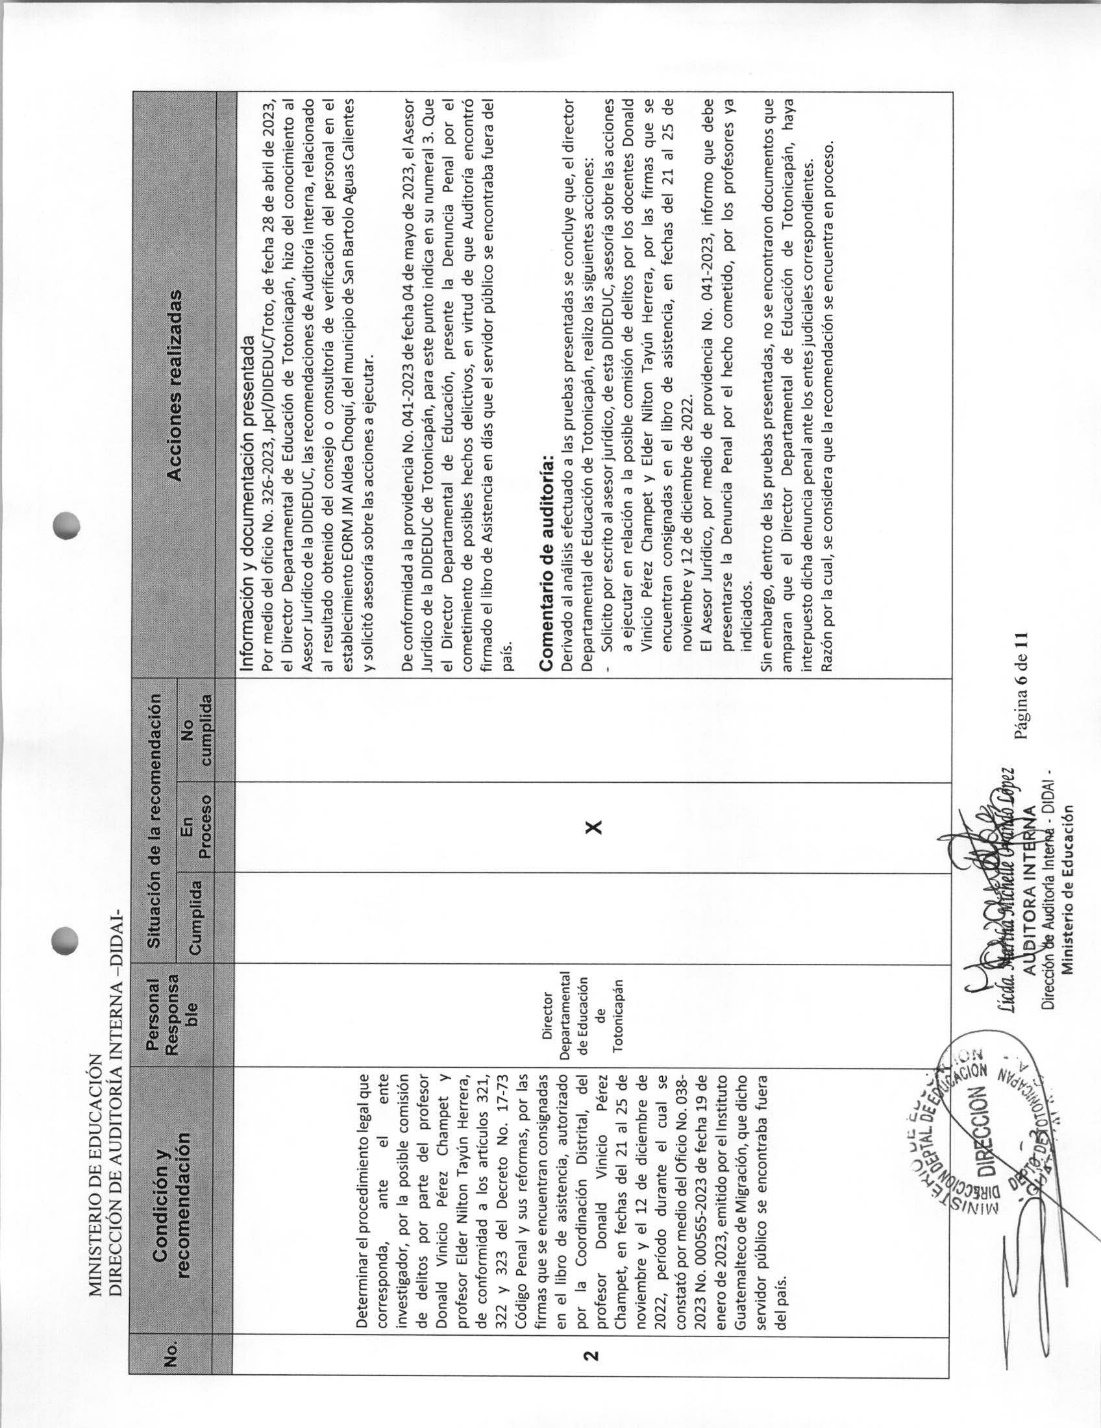 MINISTERIO DE EDUCACIÓN
DIRECCIÓN DE AUDITORÍA INTERNA –DIDAI-
No.
Condición y
recomendación
Personal
Responsa
ble
Situación de la recomendación
Cumplida
En
Proceso
No
cumplida
Acciones realizadas
2
Determinar el procedimiento legal que
corresponda, ante el ente
investigador, por la posible comisión
de delitos por parte del profesor
Donald Vinicio Pérez Champet y
profesor Elder Nilton Tayún Herrera,
de conformidad a los artículos 321,
322 y 323 del Decreto No. 17-73
Código Penal y sus reformas, por las
firmas que se encuentran consignadas
en el libro de asistencia, autorizado
por la Coordinación Distrital, del
profesor Donald Vinicio Pérez
Champet, en fechas del 21 al 25 de
noviembre y el 12 de diciembre de
2022, período durante el cual se
constató por medio del Oficio No. 038-
2023 No. 000565-2023 de fecha 19 de
enero de 2023, emitido por el Instituto
Guatemalteco de Migración, que dicho
servidor público se encontraba fuera
del país.
Director
Departamental
de Educación
de
Totonicapán
X
Información y documentación presentada
Por medio del oficio No. 326-2023, Jpcl/DIDEDUC/Toto, de fecha 28 de abril de 2023,
el Director Departamental de Educación de Totonicapán, hizo del conocimiento al
Asesor Jurídico de la DIDEDUC, las recomendaciones de Auditoría Interna, relacionado
al resultado obtenido del consejo o consultoría de verificación del personal en el
establecimiento EORM JM Aldea Choquí, del municipio de San Bartolo Aguas Calientes
y solicitó asesoría sobre las acciones a ejecutar.
De conformidad a la providencia No. 041-2023 de fecha 04 de mayo de 2023, el Asesor
Jurídico de la DIDEDUC de Totonicapán, para este punto indica en su numeral 3. Que
el Director Departamental de Educación, presente la Denuncia Penal por el
cometimiento de posibles hechos delictivos, en virtud de que Auditoría encontró
firmado el libro de Asistencia en días que el servidor público se encontraba fuera del
país.
Comentario de auditoría:
Derivado al análisis efectuado a las pruebas presentadas se concluye que, el director
Departamental de Educación de Totonicapán, realizo las siguientes acciones:
- Solicito por escrito al asesor jurídico, de esta DIDEDUC, asesoría sobre las acciones
a ejecutar en relación a la posible comisión de delitos por los docentes Donald
Vinicio Pérez Champet y Elder Nilton Tayún Herrera, por las firmas que se
encuentran consignadas en el libro de asistencia, en fechas del 21 al 25 de
noviembre y 12 de diciembre de 2022.
El Asesor Jurídico, por medio de providencia No. 041-2023, informo que debe
presentarse la Denuncia Penal por el hecho cometido, por los profesores ya
indiciados.
Sin embargo, dentro de las pruebas presentadas, no se encontraron documentos que
amparan que el Director Departamental de Educación de Totonicapán, haya
interpuesto dicha denuncia penal ante los entes judiciales correspondientes.
Razón por la cual, se considera que la recomendación se encuentra en proceso.
MINISTERIO DE EDUCACION
DIRECCION DEPTAL DE EDUCACION
DIRECCION
DEPTO DE TOTONICAPAN
Licda. Martha Michelle Ovando López
AUDITORA INTERNA
Dirección de Auditoría Interna - DIDAI -
Ministerio de Educación
Página 6 de 11